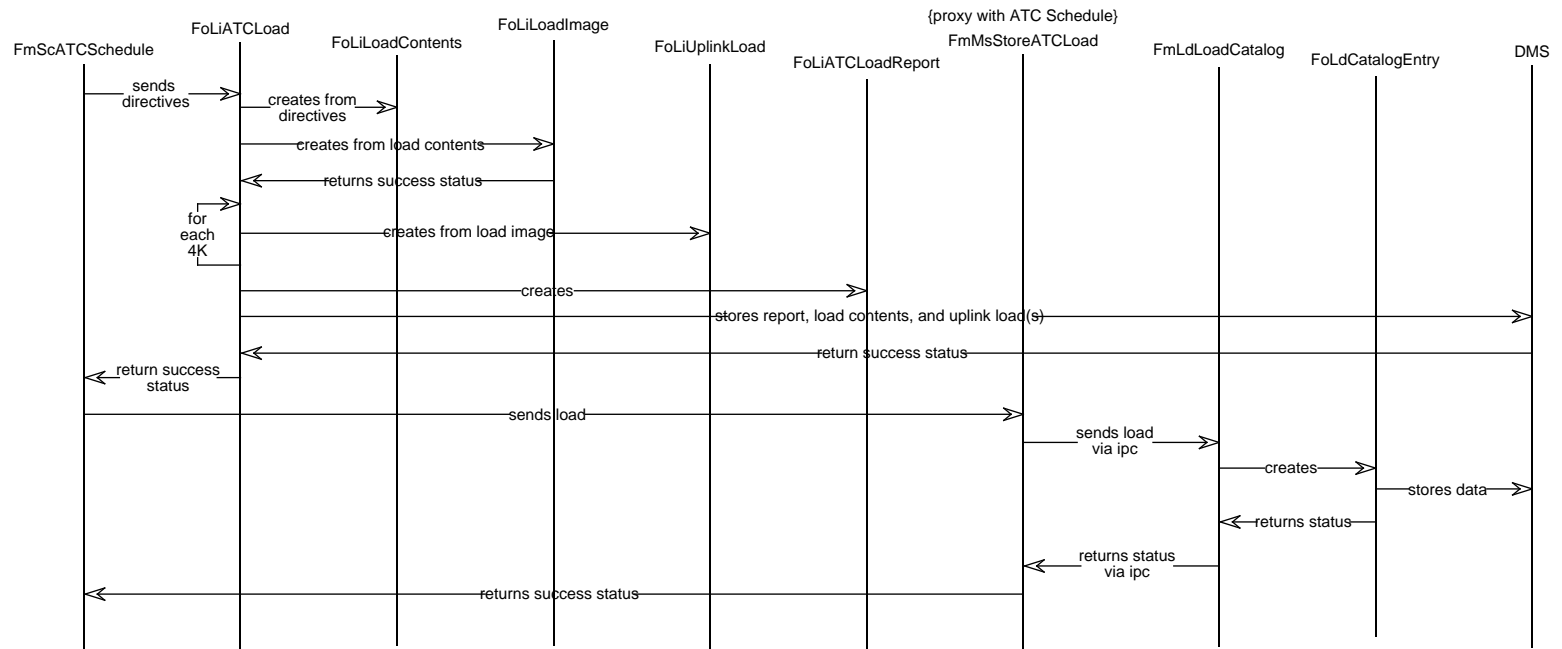 {proxy with ATC Schedule}
FmScATCSchedule
FoLiATCLoad
FoLiLoadContents
FoLiLoadImage
FoLiUplinkLoad
FoLiATCLoadReport
FmMsStoreATCLoad
FmLdLoadCatalog
FoLdCatalogEntry
DMS
sends
directives
creates from
directives
creates from load contents
returns success status
for
each
4K
creates from load image
creates
stores report, load contents, and uplink load(s)
return success status
return success
status
sends load
sends load
via ipc
creates
stores data
returns status
returns status
via ipc
returns success status